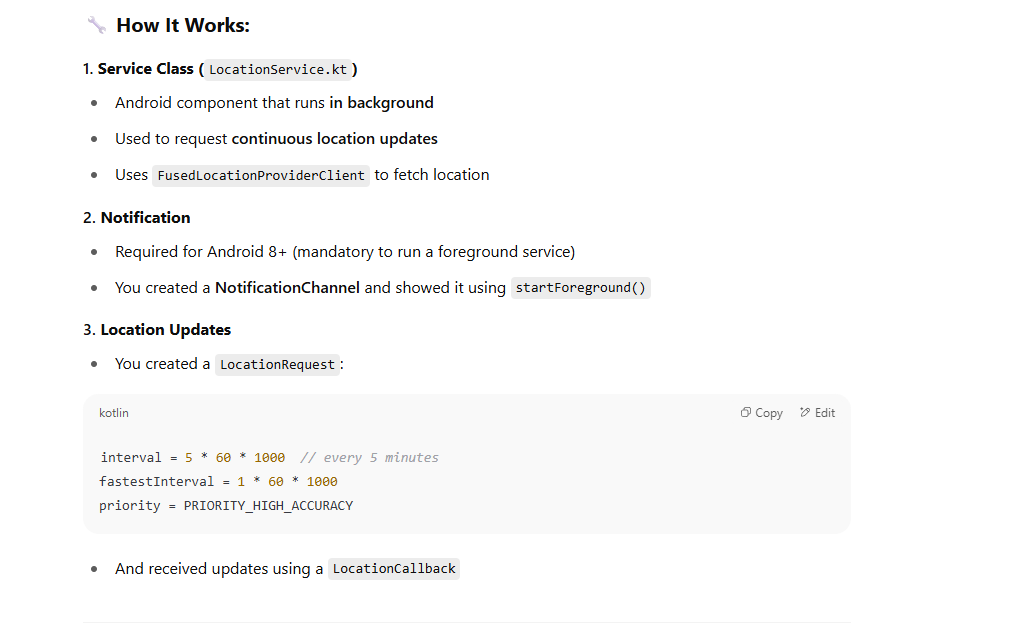 🔧 How It Works:
1. Service Class (LocationService.kt)
• Android component that runs in background
• Used to request continuous location updates
• Uses FusedLocationProviderClient to fetch location
2. Notification
• Required for Android 8+ (mandatory to run a foreground service)
• You created a NotificationChannel and showed it using startForeground()
3. Location Updates
• You created a LocationRequest:
kotlin Copy Edit
interval = 5 * 60 * 1000  // every 5 minutes
fastestInterval = 1 * 60 * 1000
priority = PRIORITY_HIGH_ACCURACY
• And received updates using a LocationCallback